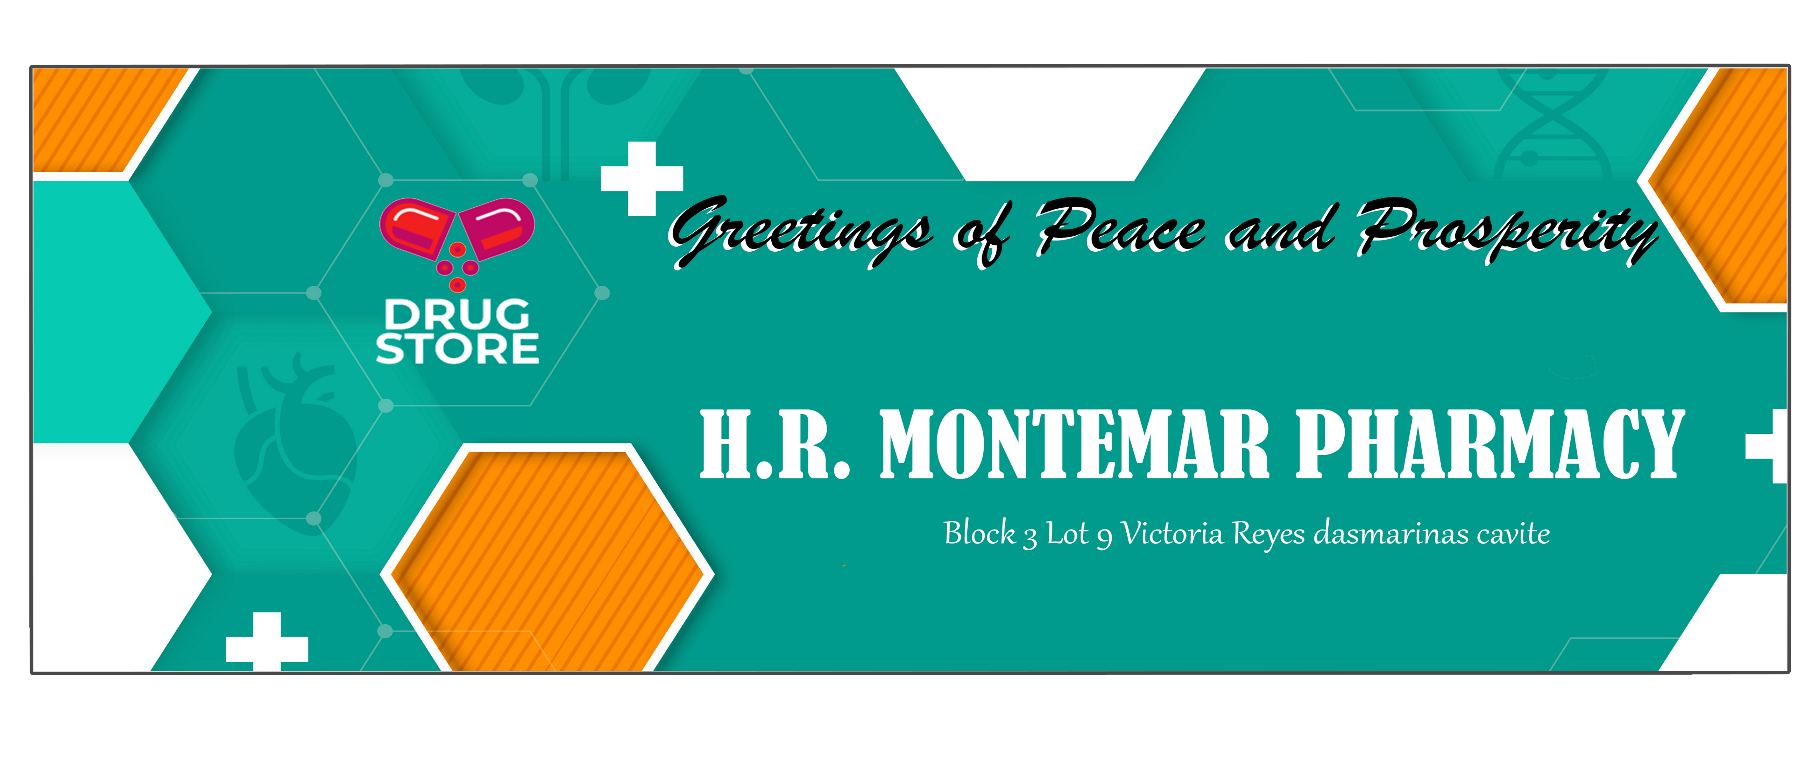 Greetings of Peace and Prosperity
DRUG
STORE
H.R. MONTEMAR PHARMACY
Block 3 Lot 9 Victoria Reyes dasmarinas cavite